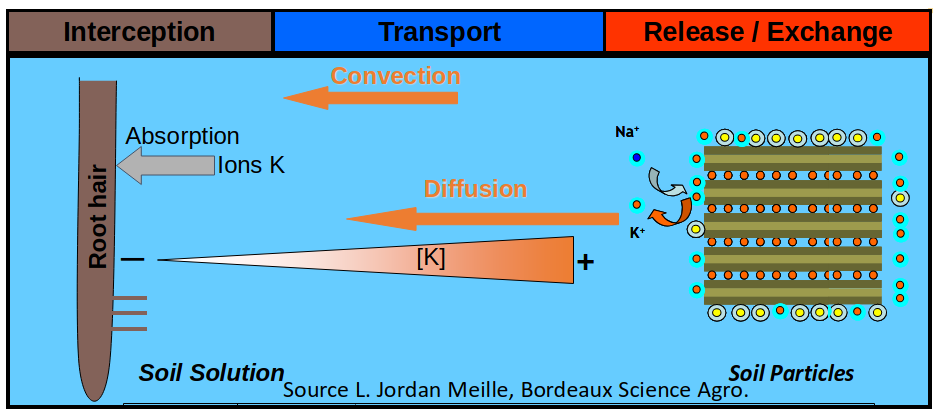 Interception
Transport
Release / Exchange
Convection
Absorption
Ions K
Root hair
Diffusion
Na⁺
K⁺
[K]
–
+
Soil Solution
Soil Particles
Source L. Jordan Meille, Bordeaux Science Agro.